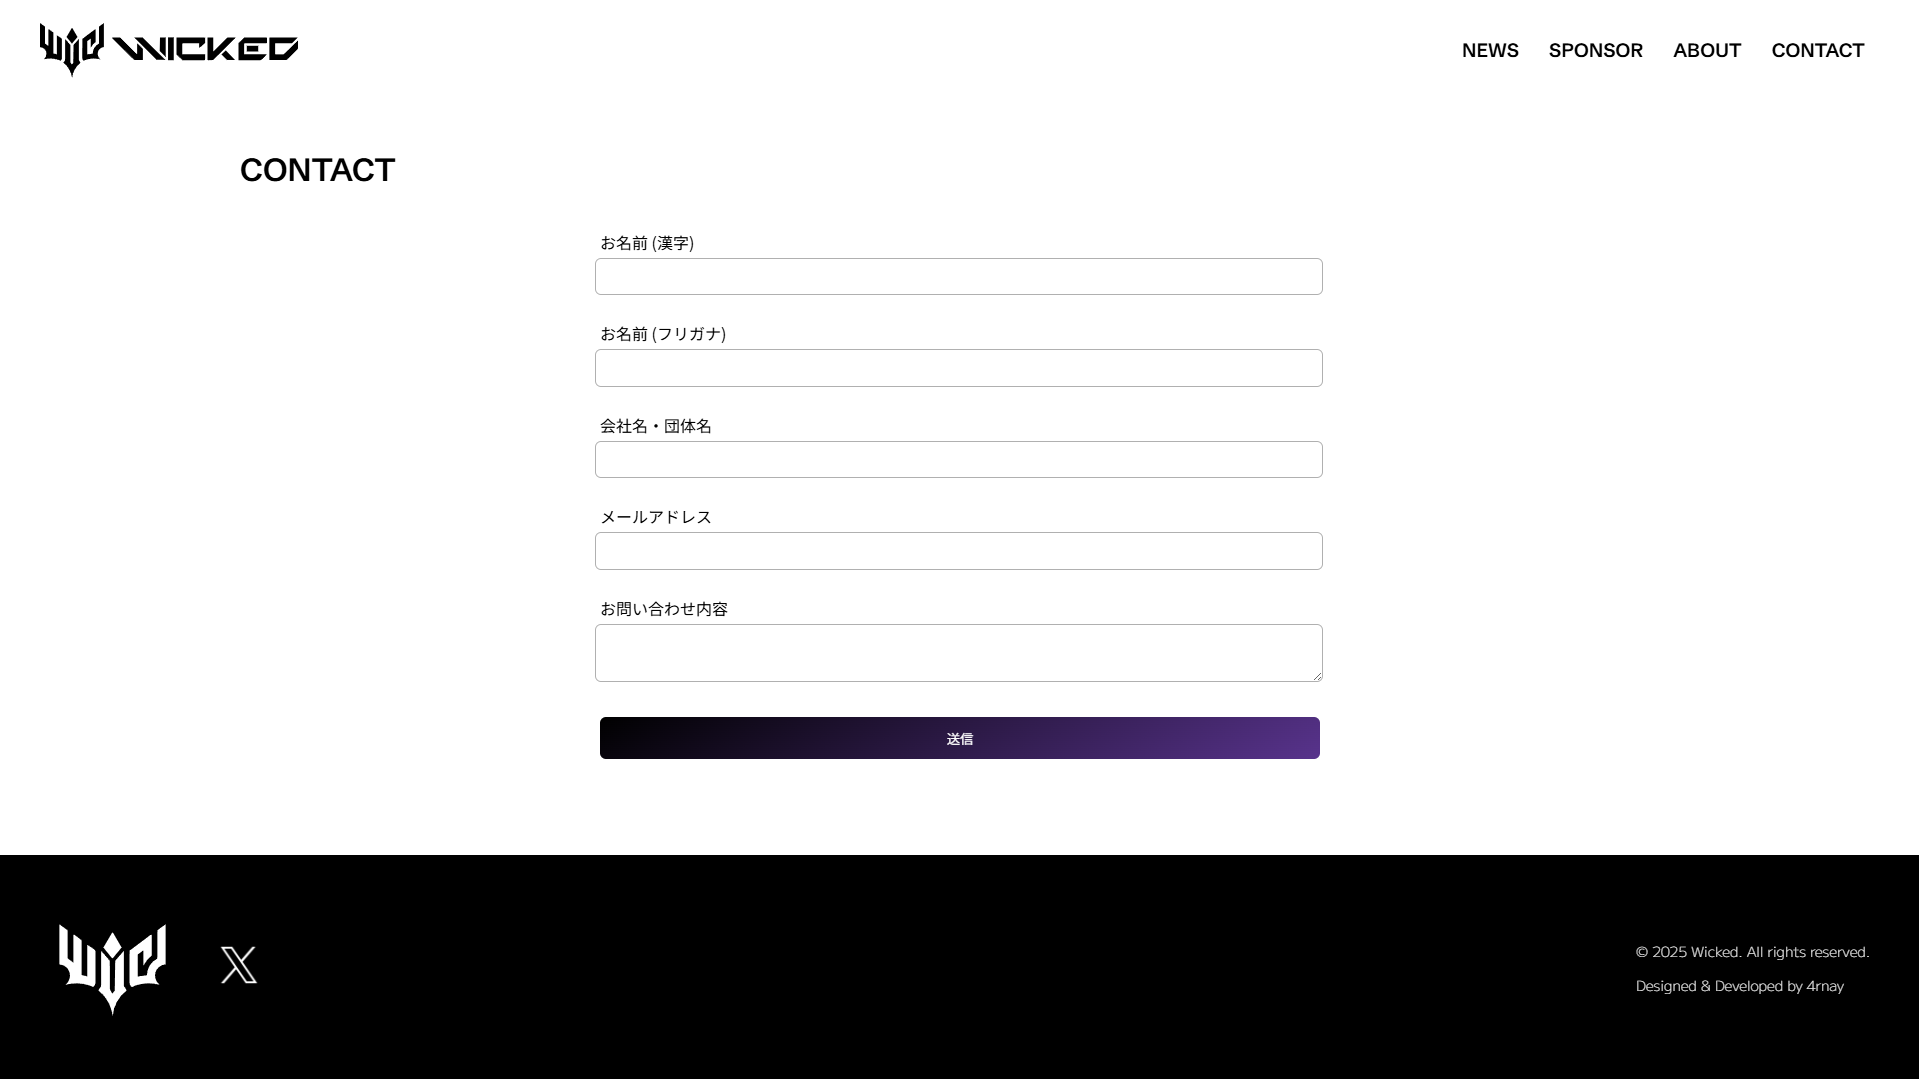 WICKED
NEWS SPONSOR ABOUT CONTACT
CONTACT
お名前 (漢字)
お名前 (フリガナ)
会社名・団体名
メールアドレス
お問い合わせ内容
送信
© 2025 Wicked. All rights reserved.
Designed & Developed by 4rnay